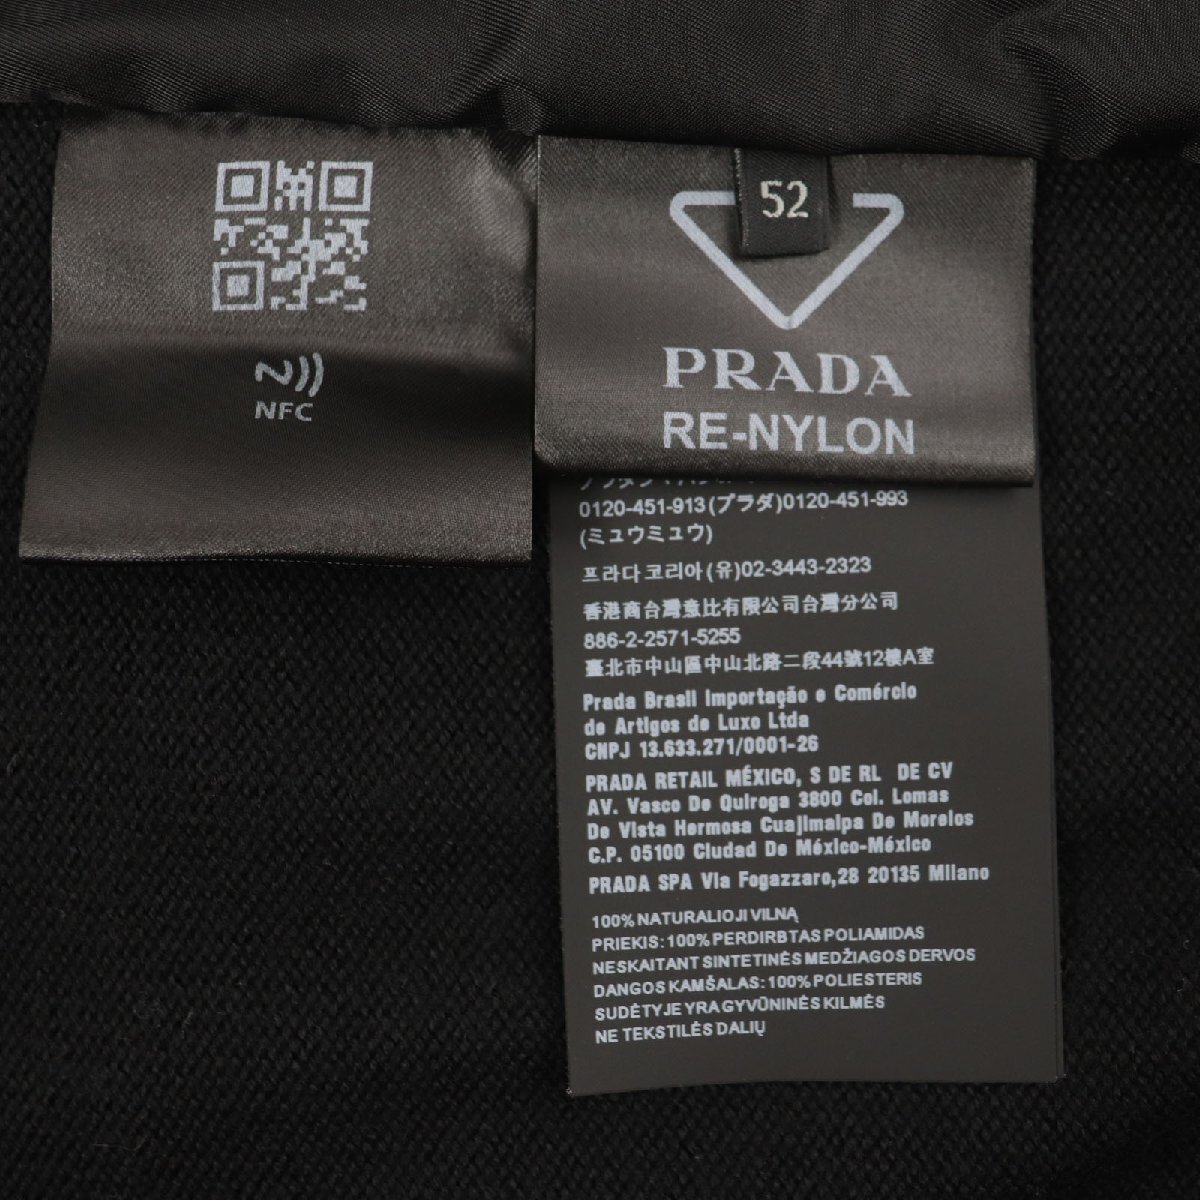 NFC
52
PRADA
RE-NYLON
0120-451-913(プラダ)0120-451-993
(ミュウミュウ)
프라다 코리아(유)02-3443-2323
香港商台灣意比有限公司台灣分公司
886-2-2571-5255
臺北市中山區中山北路二段44號12樓A室
Prada Brasil Importação e Comércio
de Artigos de Luxo Ltda
CNPJ 13.633.271/0001-26
PRADA RETAIL MÉXICO, S DE RL DE CV
AV. Vasco De Quiroga 3800 Col. Lomas
De Vista Hermosa Cuajimalpa De Morelos
C.P. 05100 Ciudad De México-México
PRADA SPA Via Fogazzaro,28 20135 Milano
100% NATURALIOJI VILNĄ
PRIEKIS: 100% PERDIRBTAS POLIAMIDAS
NESKAITANT SINTETINĖS MEDŽIAGOS DERVOS
DANGOS KAMŠALAS: 100% POLIESTERIS
SUDĖTYJE YRA GYVŪNINĖS KILMĖS
NE TEKSTILĖS DALIŲ